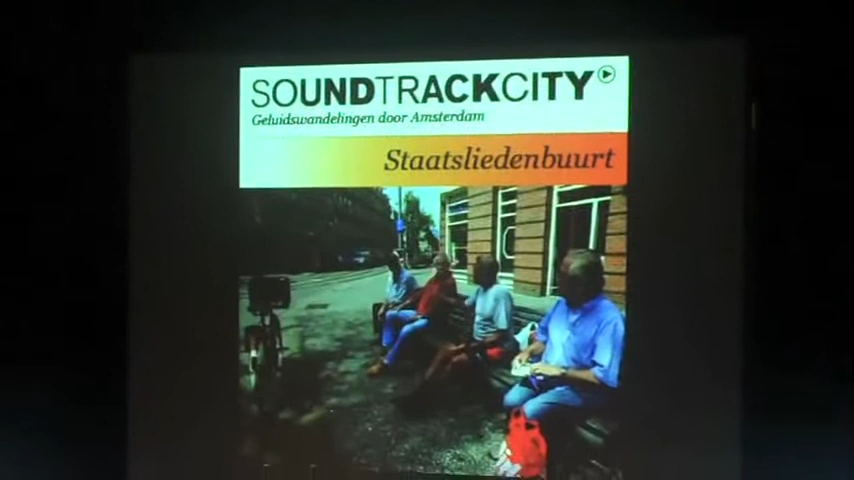 SOUNDTRACKCITY
Geluidswandelingen door Amsterdam
Staatsliedenbuurt